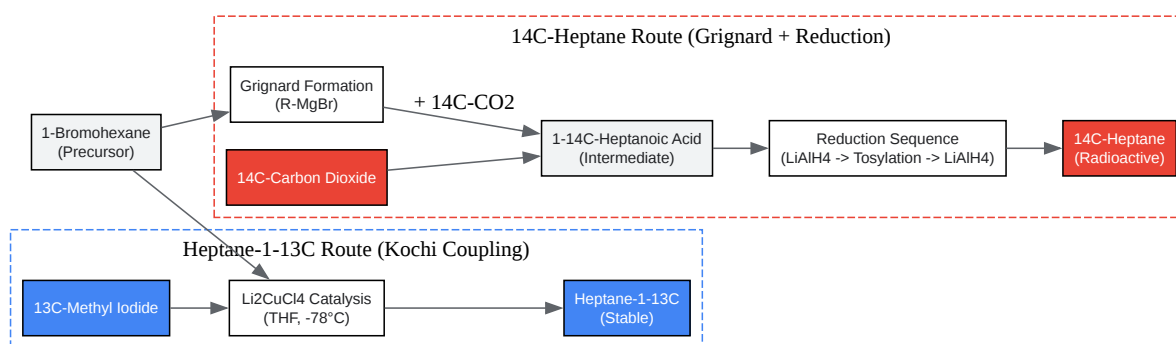 14C-Heptane Route (Grignard + Reduction)
Grignard Formation
(R-MgBr)
+ 14C-CO2
1-Bromohexane
(Precursor)
1-14C-Heptanoic Acid
(Intermediate)
Reduction Sequence
(LiAlH4 -> Tosylation -> LiAlH4)
14C-Heptane
(Radioactive)
14C-Carbon Dioxide
Heptane-1-13C Route (Kochi Coupling)
13C-Methyl Iodide
Li2CuCl4 Catalysis
(THF, -78°C)
Heptane-1-13C
(Stable)